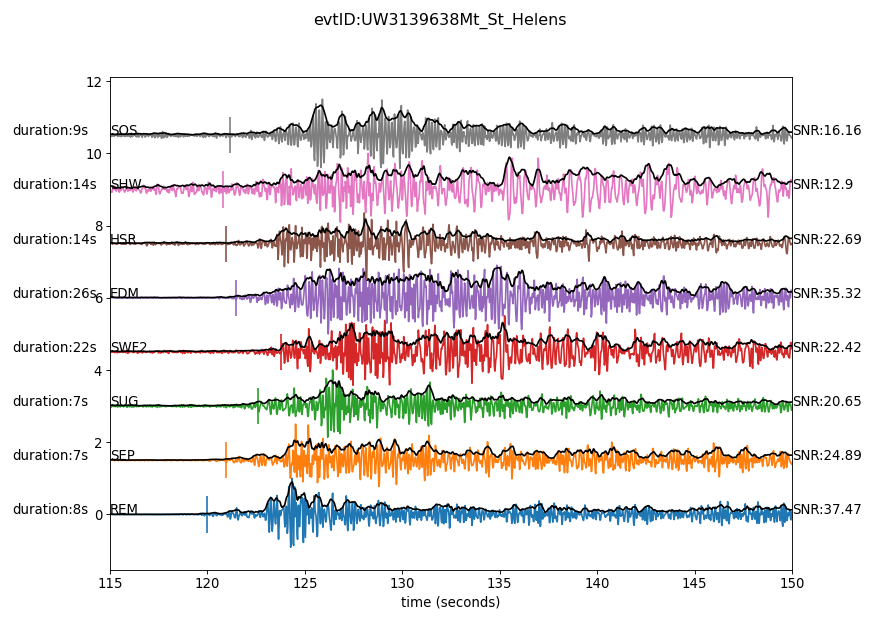 evtID:UW3139638Mt_St_Helens
12
duration:9s SOS SNR:16.16
10
duration:14s SHW SNR:12.9
8
duration:14s HSR SNR:22.69
duration:26s EDM SNR:35.32
6
duration:22s SWF2 SNR:22.42
4
duration:7s SUG SNR:20.65
2
duration:7s SEP SNR:24.89
duration:8s REM SNR:37.47
0
115 120 125 130 135 140 145 150
time (seconds)